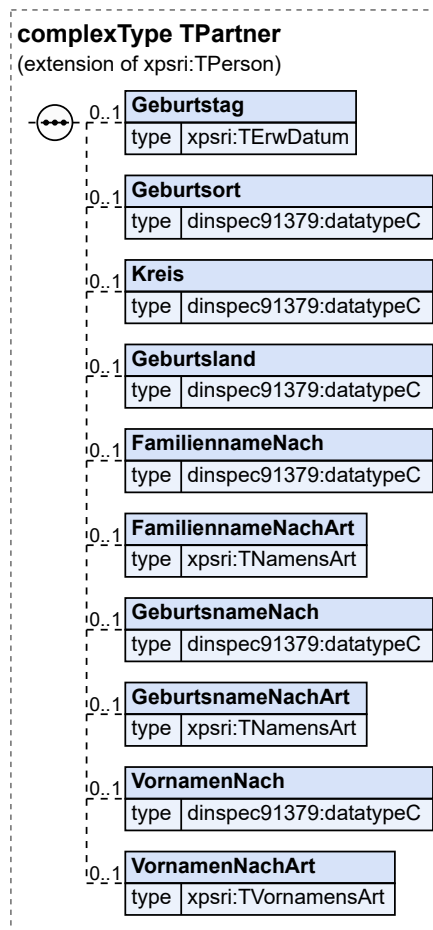 complexType TPartner
(extension of xpsri:TPerson)
0..1 Geburtstag
type xpsri:TErwDatum
0..1 Geburtsort
type dinspec91379:datatypeC
0..1 Kreis
type dinspec91379:datatypeC
0..1 Geburtsland
type dinspec91379:datatypeC
0..1 FamiliennameNach
type dinspec91379:datatypeC
0..1 FamiliennameNachArt
type xpsri:TNamensArt
0..1 GeburtsnameNach
type dinspec91379:datatypeC
0..1 GeburtsnameNachArt
type xpsri:TNamensArt
0..1 VornamenNach
type dinspec91379:datatypeC
0..1 VornamenNachArt
type xpsri:TVornamensArt